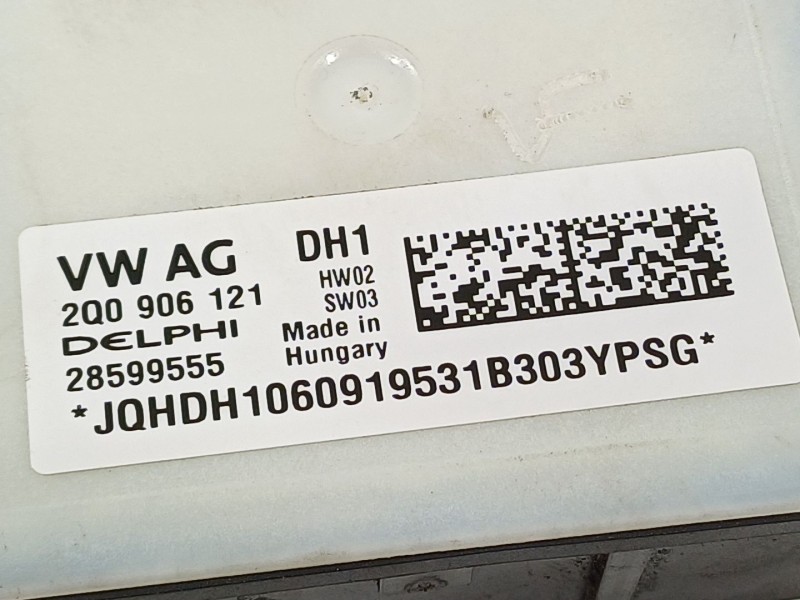 VW AG
DH1
2Q0 906 121
HW02
SW03
DELPHI
Made in
Hungary
28599555
*JQHDH1060919531B303YPSG*